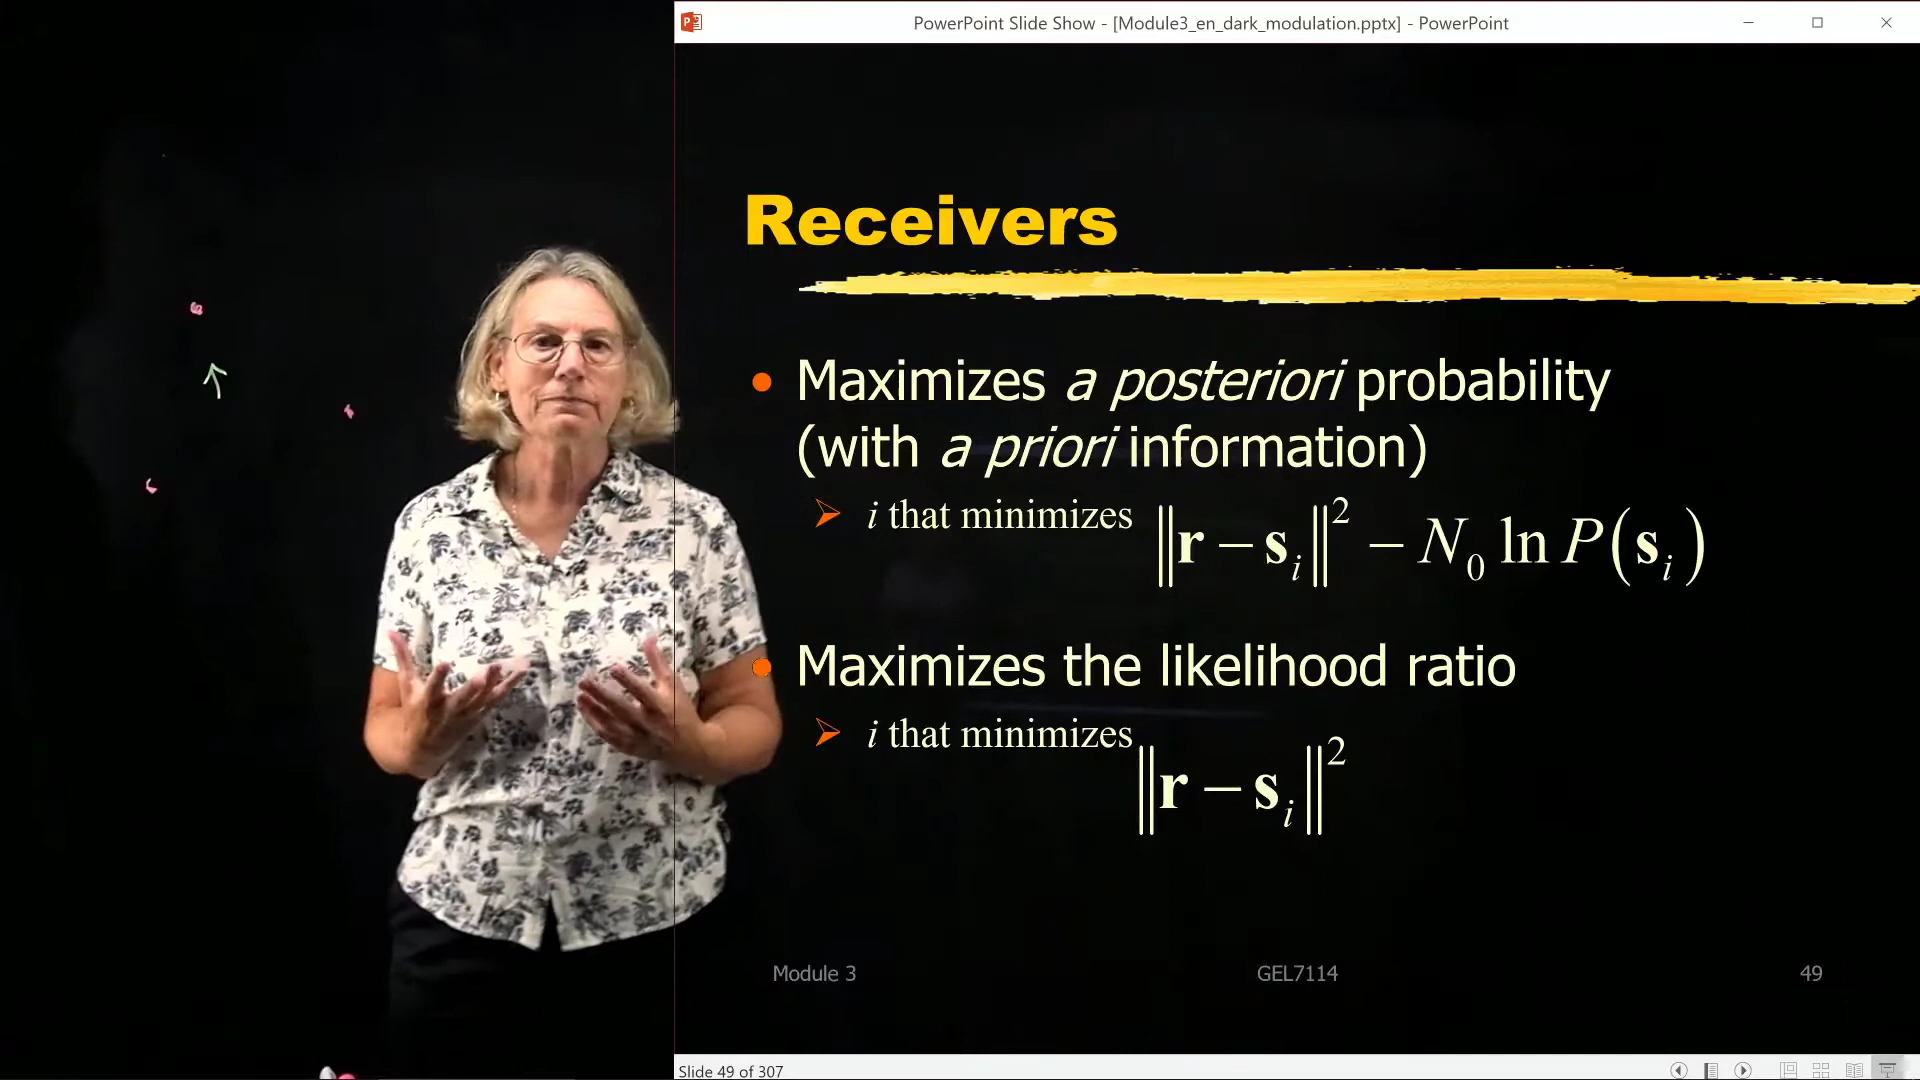 PowerPoint Slide Show - [Module3_en_dark_modulation.pptx] - PowerPoint
Receivers
• Maximizes a posteriori probability
(with a priori information)
➢ i that minimizes ‖r − sᵢ‖² − N₀ ln P(sᵢ)
• Maximizes the likelihood ratio
➢ i that minimizes ‖r − sᵢ‖²
Module 3 GEL7114 49
Slide 49 of 307